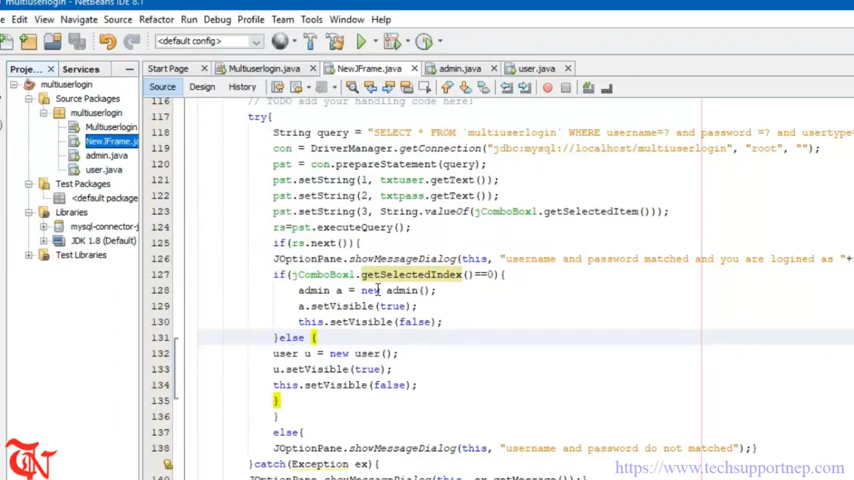 multiuserlogin - NetBeans IDE 8.1
Edit View Navigate Source Refactor Run Debug Profile Team Tools Window Help
<default config>
Proje... Services Start Page Multiuserlogin.java NewJFrame.java admin.java user.java
Source Design History
multiuserlogin
Source Packages
multiuserlogin
Multiuserlogin.
NewJFrame.j
admin.java
user.java
Test Packages
<default package
Libraries
mysql-connector-
JDK 1.8 (Default)
Test Libraries
116 // TODO add your handling code here:
117 try{
118 String query = "SELECT * FROM `multiuserlogin` WHERE username=? and password =? and usertype
119 con = DriverManager.getConnection("jdbc:mysql://localhost/multiuserlogin", "root", "");
120 pst = con.prepareStatement(query);
121 pst.setString(1, txtuser.getText());
122 pst.setString(2, txtpass.getText());
123 pst.setString(3, String.valueOf(jComboBox1.getSelectedItem()));
124 rs=pst.executeQuery();
125 if(rs.next()){
126 JOptionPane.showMessageDialog(this, "username and password matched and you are logined as "+
127 if(jComboBox1.getSelectedIndex()==0){
128 admin a = new admin();
129 a.setVisible(true);
130 this.setVisible(false);
131 }else {
132 user u = new user();
133 u.setVisible(true);
134 this.setVisible(false);
135 }
136 }
137 else{
138 JOptionPane.showMessageDialog(this, "username and password do not matched");}
}catch(Exception ex){
JOptionPane.showMessageDialog(this, ex.getMessage());}
TN
https://www.techsupportnep.com/